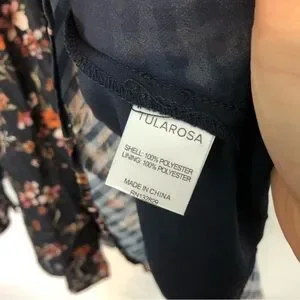 TULAROSA
SHELL: 100% POLYESTER
LINING: 100% POLYESTER
MADE IN CHINA